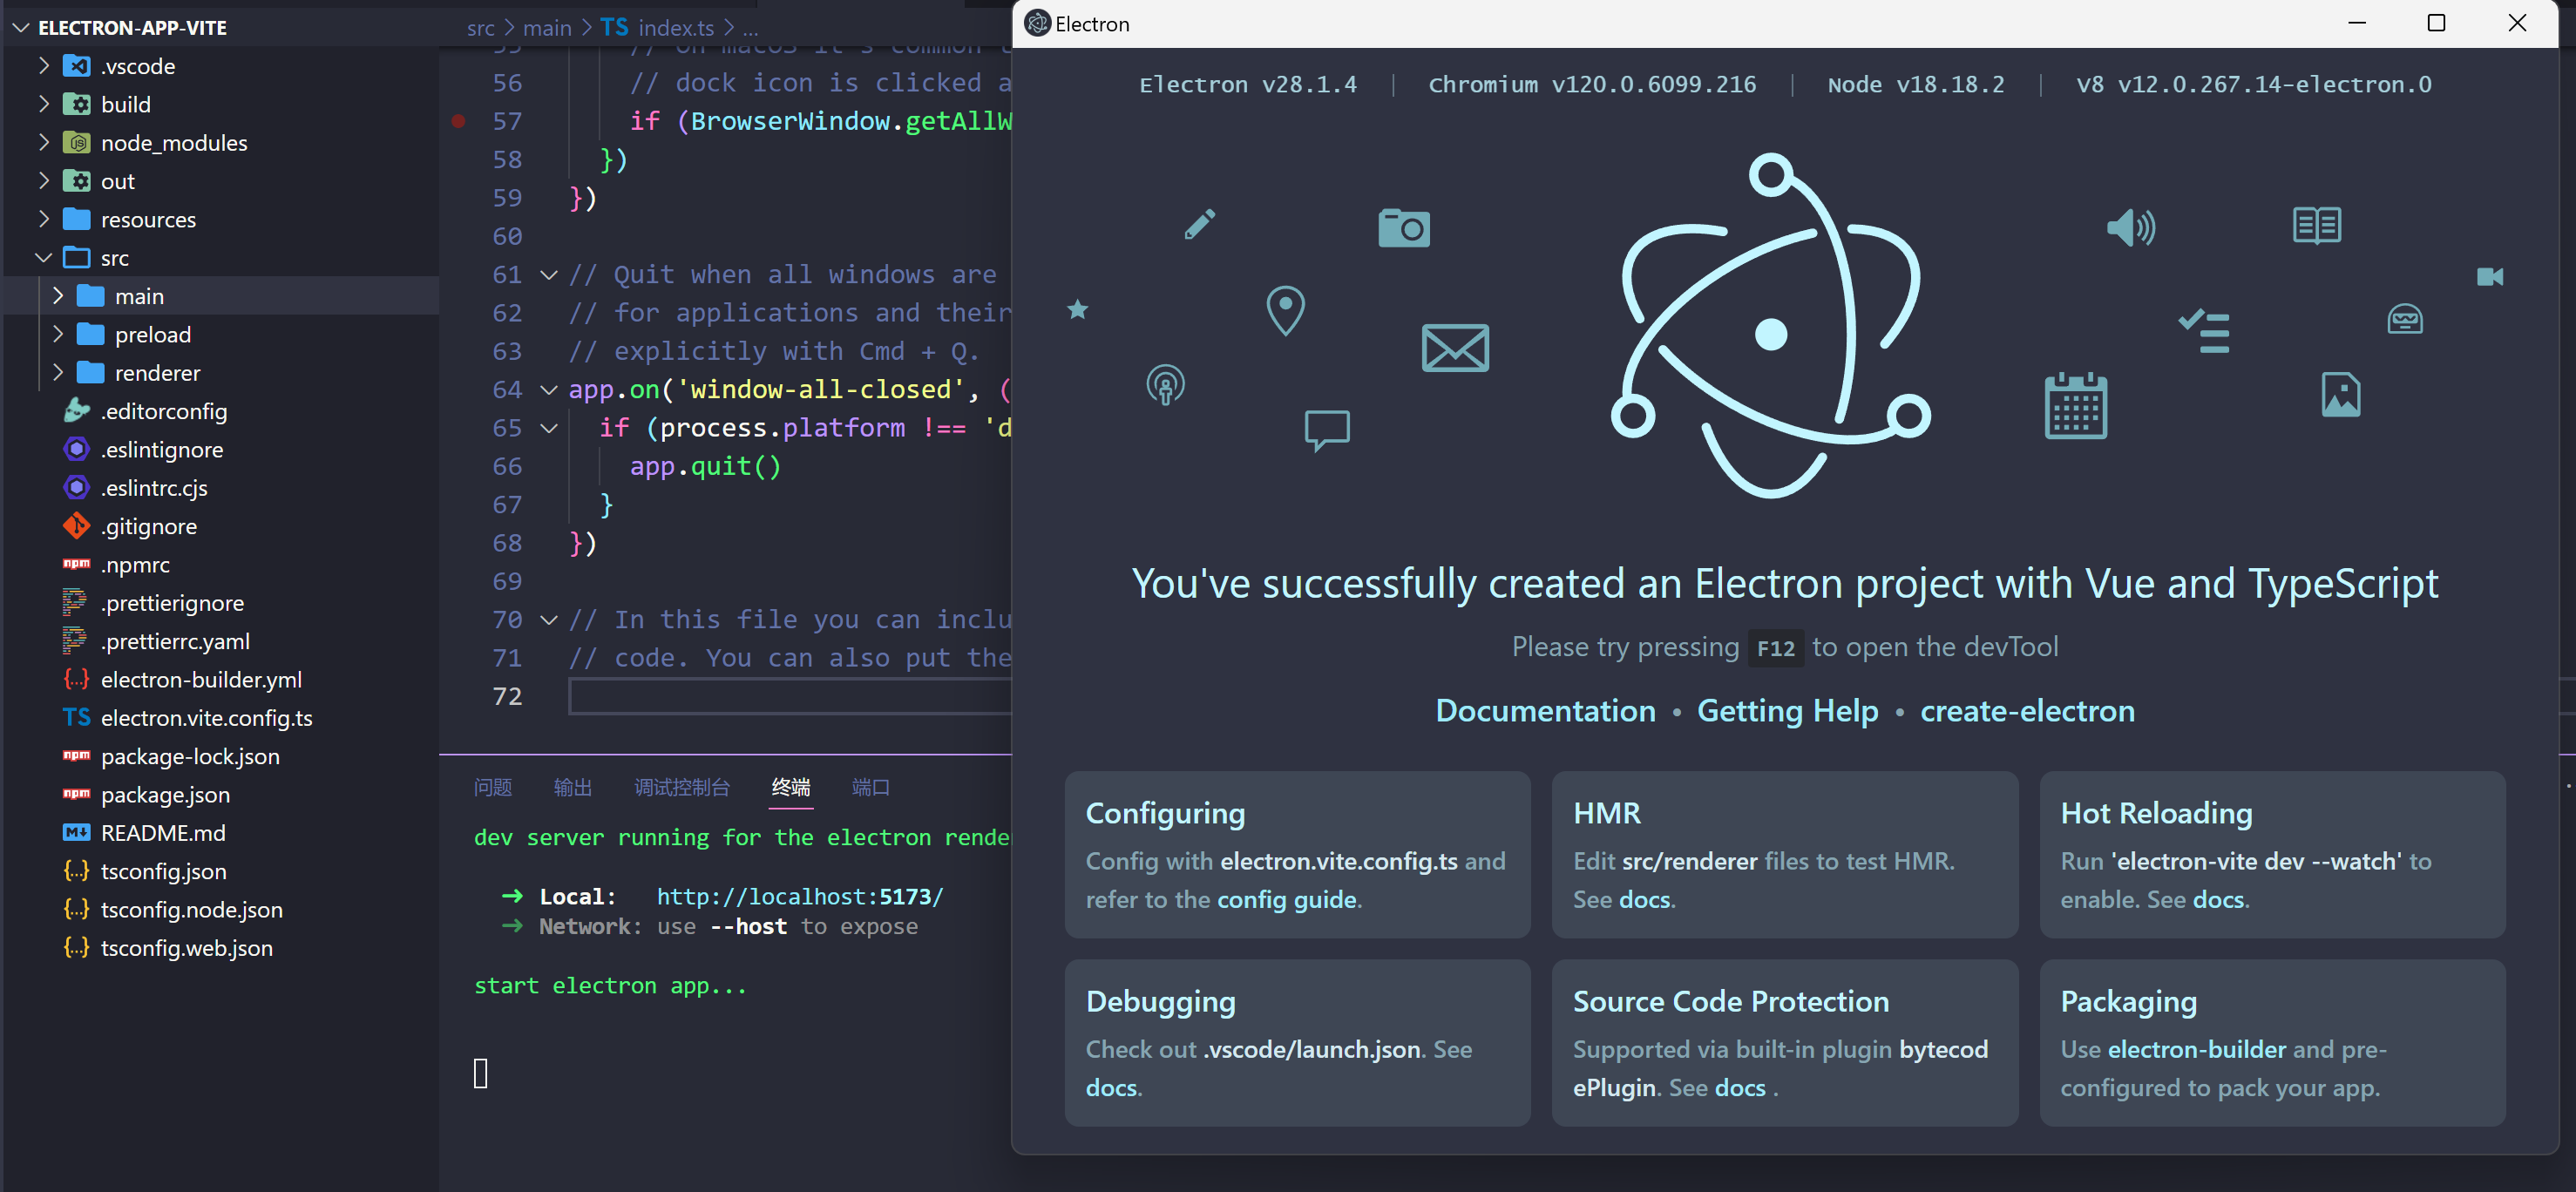 ELECTRON-APP-VITE
.vscode
build
node_modules
out
resources
src
main
preload
renderer
.editorconfig
.eslintignore
.eslintrc.cjs
.gitignore
.npmrc
.prettierignore
.prettierrc.yaml
electron-builder.yml
electron.vite.config.ts
package-lock.json
package.json
README.md
tsconfig.json
tsconfig.node.json
tsconfig.web.json
src > main > TS index.ts > ...
55 // On macOS it's common
56 // dock icon is clicked a
57 if (BrowserWindow.getAllW
58 })
59 })
60
61 // Quit when all windows are
62 // for applications and their
63 // explicitly with Cmd + Q.
64 app.on('window-all-closed', (
65 if (process.platform !== 'd
66 app.quit()
67 }
68 })
69
70 // In this file you can inclu
71 // code. You can also put the
72
问题 输出 调试控制台 终端 端口
dev server running for the electron rende
➜ Local: http://localhost:5173/
➜ Network: use --host to expose
start electron app...
Electron
Electron v28.1.4 | Chromium v120.0.6099.216 | Node v18.18.2 | V8 v12.0.267.14-electron.0
You've successfully created an Electron project with Vue and TypeScript
Please try pressing F12 to open the devTool
Documentation • Getting Help • create-electron
Configuring
Config with electron.vite.config.ts and
refer to the config guide.
HMR
Edit src/renderer files to test HMR.
See docs.
Hot Reloading
Run 'electron-vite dev --watch' to
enable. See docs.
Debugging
Check out .vscode/launch.json. See
docs.
Source Code Protection
Supported via built-in plugin bytecod
ePlugin. See docs .
Packaging
Use electron-builder and pre-
configured to pack your app.